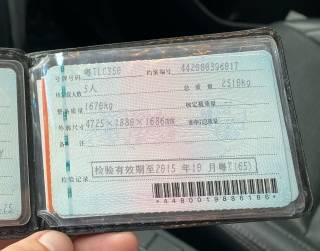 号牌号码 粤TLC350 档案编号 442000396017
核定载人数 5人 总质量 2510kg
整备质量 1670kg 核定载质量
外廓尺寸 4725×1880×1686mm 准牵引总质量
备注
检验记录 检验有效期至2015年10月粤T(65)
*4480019886186*